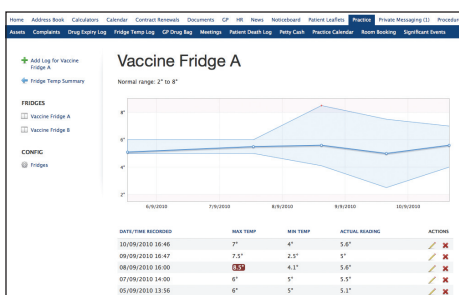 Home Address Book Calculators Calendar Contract Renewals Documents GP HR News Noticeboard Patient Leaflets Practice Private Messaging (1) Procedur
Assets Complaints Drug Expiry Log Fridge Temp Log GP Drug Bag Meetings Patient Death Log Petty Cash Practice Calendar Room Booking Significant Events
Add Log for Vaccine
Fridge A
Fridge Temp Summary
FRIDGES
Vaccine Fridge A
Vaccine Fridge B
CONFIG
Fridges
Vaccine Fridge A
Normal range: 2° to 8°
8°
6°
4°
2°
6/9/2010 7/9/2010 8/9/2010 9/9/2010 10/9/2010
DATE/TIME RECORDED MAX TEMP MIN TEMP ACTUAL READING ACTIONS
10/09/2010 16:46 7° 4° 5.6°
09/09/2010 16:47 7.5° 2.5° 5°
08/09/2010 16:00 8.5° 4.1° 5.6°
07/09/2010 14:00 6° 5° 5.5°
05/09/2010 13:56 6° 5° 5.1°